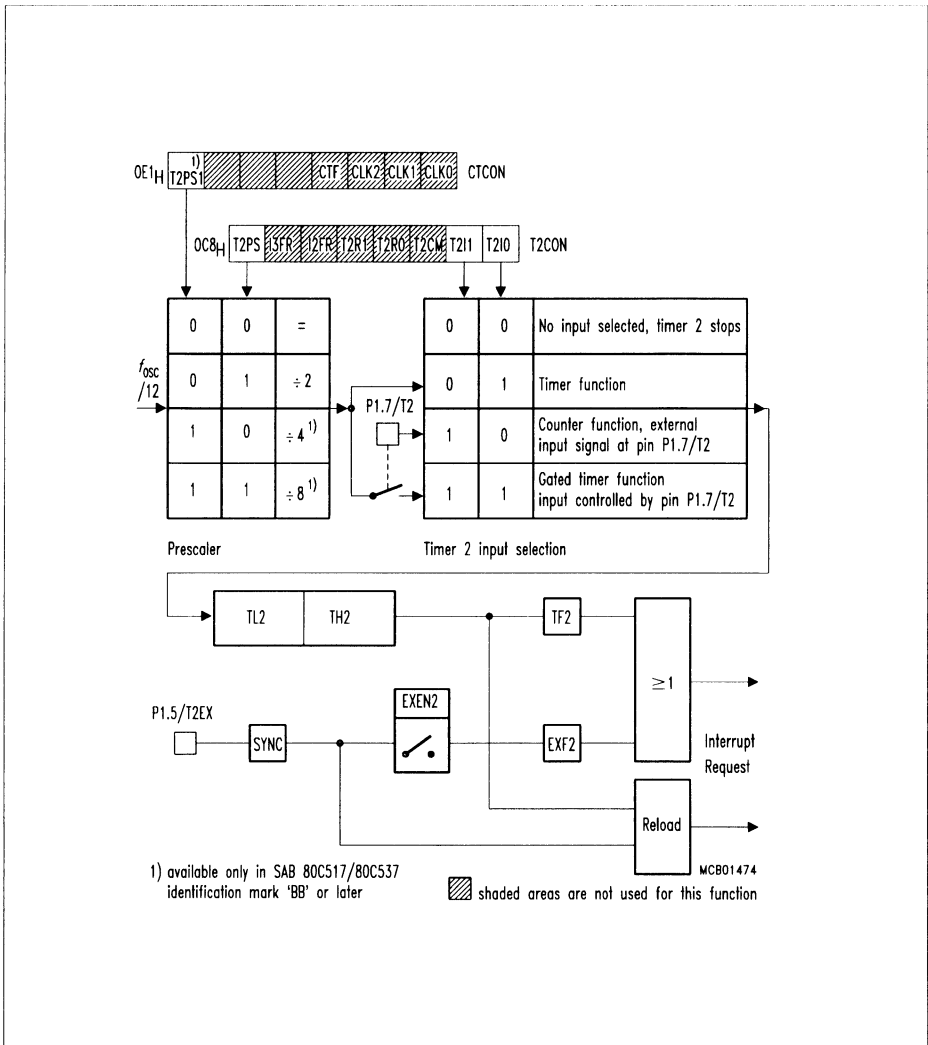 0E1H T2PS1 1) CTF CLK2 CLK1 CLK0 CTCON
0C8H T2PS I3FR I2FR T2R1 T2R0 T2CM T2I1 T2I0 T2CON
fosc /12
0 0 =
0 1 ÷2
1 0 ÷4 1)
1 1 ÷8 1)
Prescaler
P1.7/T2
0 0 No input selected, timer 2 stops
0 1 Timer function
1 0 Counter function, external
input signal at pin P1.7/T2
1 1 Gated timer function
input controlled by pin P1.7/T2
Timer 2 input selection
TL2 TH2 TF2
≥1
P1.5/T2EX
SYNC
EXEN2
EXF2
Interrupt
Request
Reload
MCB01474
1) available only in SAB 80C517/80C537
identification mark 'BB' or later
shaded areas are not used for this function